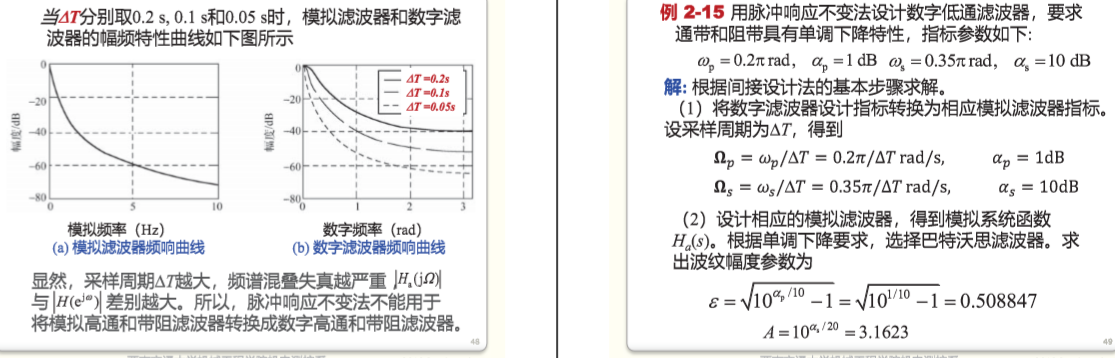 当ΔT分别取0.2 s, 0.1 s和0.05 s时，模拟滤波器和数字滤
波器的幅频特性曲线如下图所示
幅度/dB
0
-20
-40
-60
-80
0
5
10
模拟频率（Hz）
(a) 模拟滤波器频响曲线
幅度/dB
0
-20
-40
-60
-80
ΔT =0.2s
ΔT =0.1s
ΔT =0.05s
0
1
2
3
数字频率（rad）
(b) 数字滤波器频响曲线
显然，采样周期ΔT越大，频谱混叠失真越严重 |Hₐ(jΩ)|
与|H(e^{jω})|差别越大。所以，脉冲响应不变法不能用于
将模拟高通和带阻滤波器转换成数字高通和带阻滤波器。
48
例 2-15 用脉冲响应不变法设计数字低通滤波器，要求
通带和阻带具有单调下降特性，指标参数如下:
ω_p = 0.2π rad, α_p = 1 dB ω_s = 0.35π rad, α_s = 10 dB
解: 根据间接设计法的基本步骤求解。
（1）将数字滤波器设计指标转换为相应模拟滤波器指标。
设采样周期为ΔT，得到
Ω_p = ω_p/ΔT = 0.2π/ΔT rad/s, α_p = 1dB
Ω_s = ω_s/ΔT = 0.35π/ΔT rad/s, α_s = 10dB
（2）设计相应的模拟滤波器，得到模拟系统函数
Hₐ(s)。根据单调下降要求，选择巴特沃思滤波器。求
出波纹幅度参数为
ε = √(10^{α_p/10} −1) = √(10^{1/10} −1) = 0.508847
A = 10^{α_s/20} = 3.1623
49